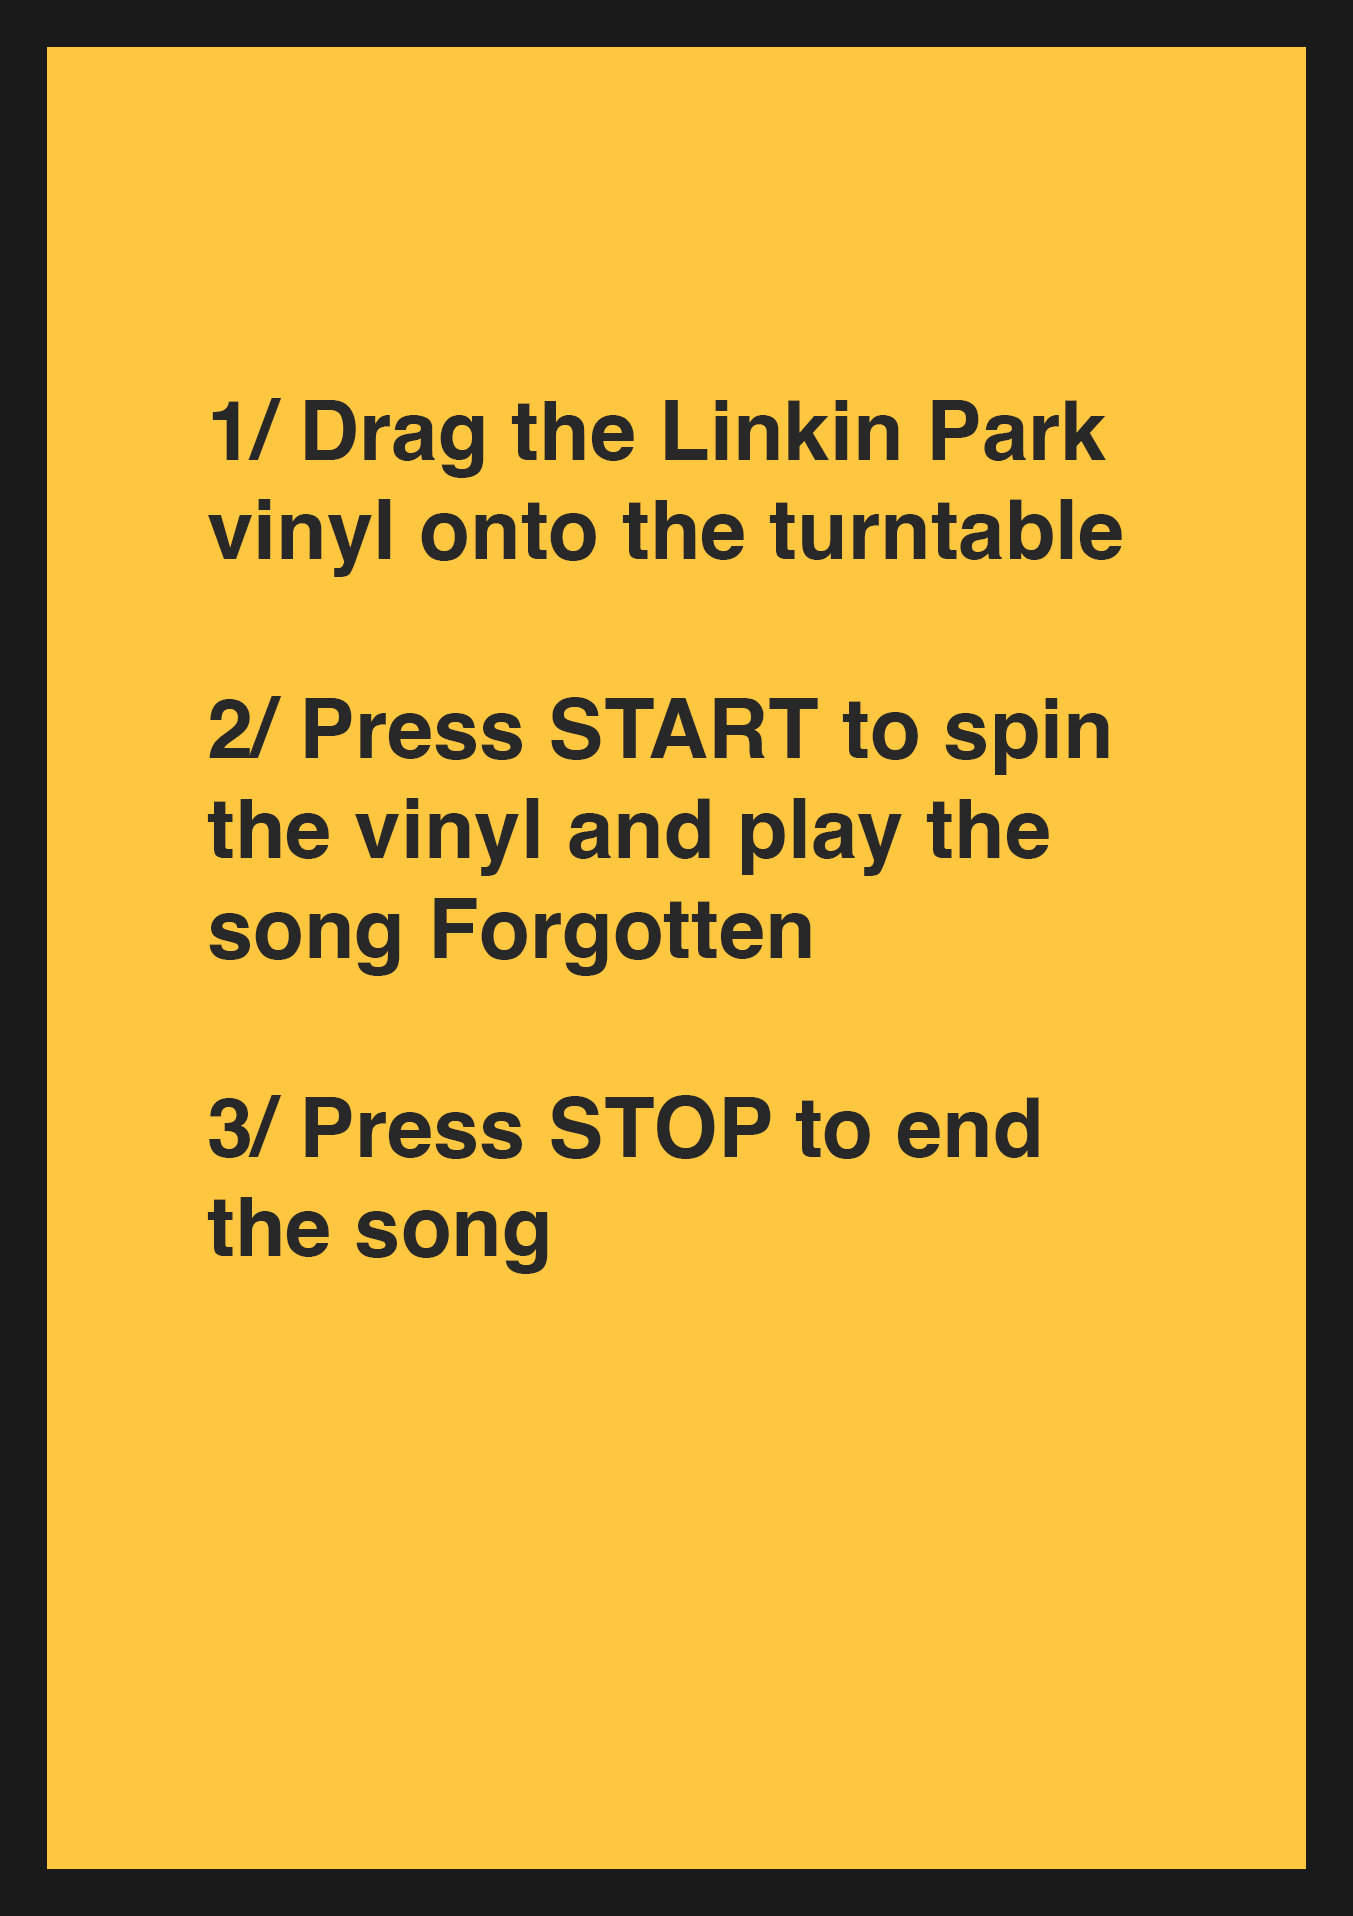 1/ Drag the Linkin Park
vinyl onto the turntable
2/ Press START to spin
the vinyl and play the
song Forgotten
3/ Press STOP to end
the song